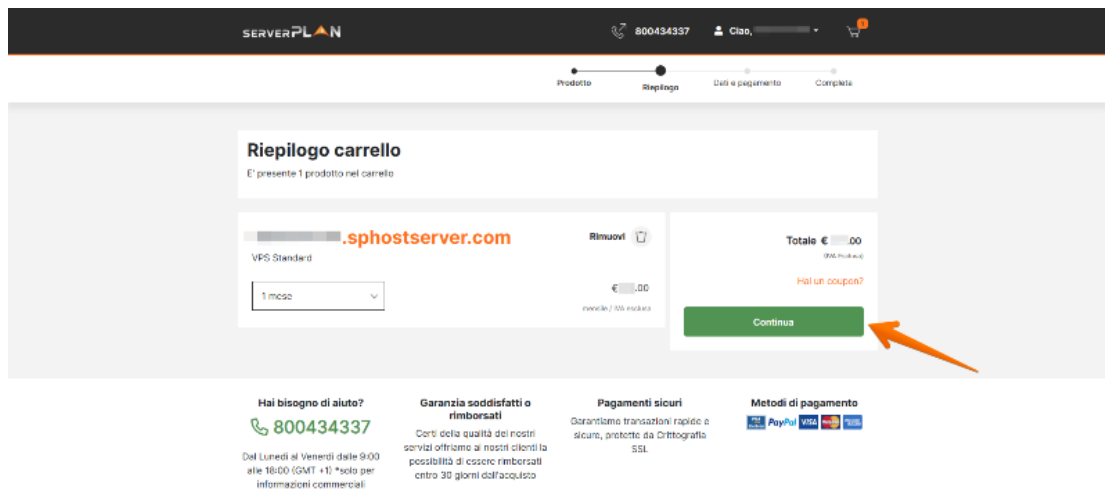 SERVERPLAN
800434337
Ciao,
1
Prodotto
Riepilogo
Dati e pagamento
Completa
Riepilogo carrello
E' presente 1 prodotto nel carrello
.sphostserver.com
Rimuovi
VPS Standard
1 mese
€ .00
mensile / IVA esclusa
Totale € .00
(IVA esclusa)
Hai un coupon?
Continua
Hai bisogno di aiuto?
800434337
Dal Lunedì al Venerdì dalle 9:00
alle 18:00 (GMT +1) *solo per
informazioni commerciali
Garanzia soddisfatti o
rimborsati
Certi della qualità dei nostri
servizi offriamo ai nostri clienti la
possibilità di essere rimborsati
entro 30 giorni dall'acquisto
Pagamenti sicuri
Garantiamo transazioni rapide e
sicure, protette da Crittografia
SSL
Metodi di pagamento
PayPal
VISA